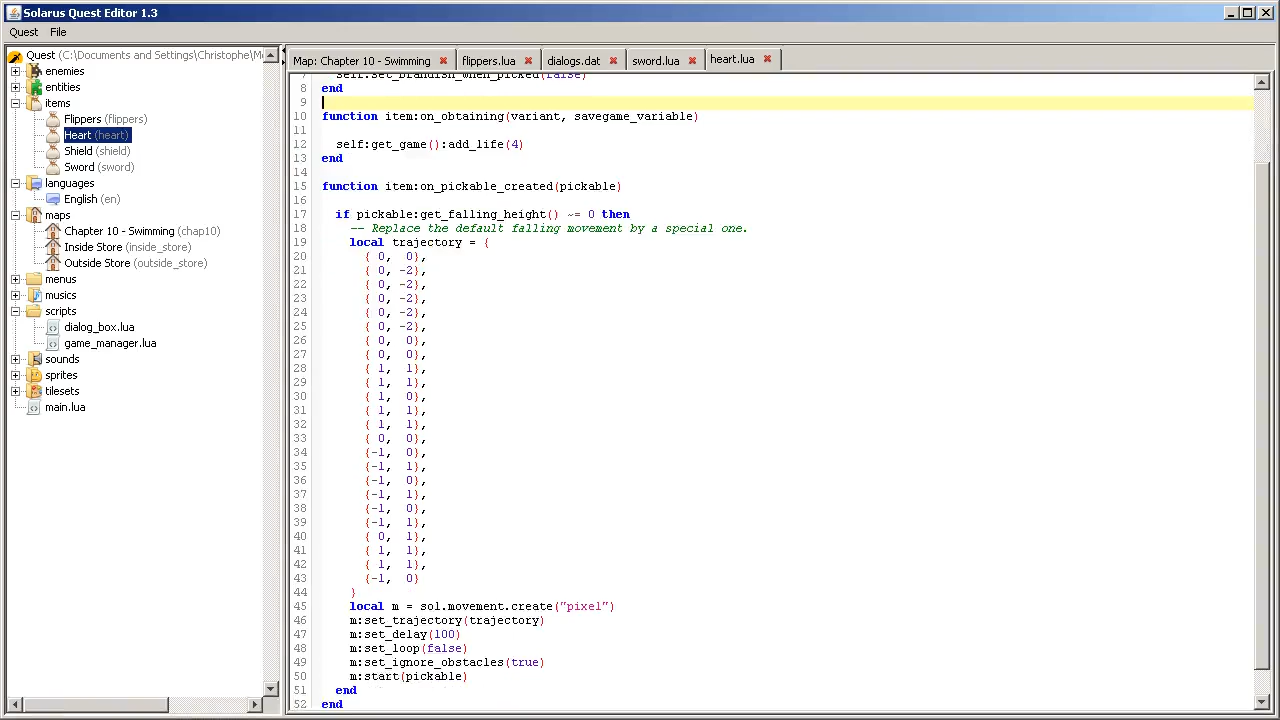 Solarus Quest Editor 1.3
Quest File
Quest (C:\Documents and Settings\Christophe\M
enemies
entities
items
Flippers (flippers)
Heart (heart)
Shield (shield)
Sword (sword)
languages
English (en)
maps
Chapter 10 - Swimming (chap10)
Inside Store (inside_store)
Outside Store (outside_store)
menus
musics
scripts
dialog_box.lua
game_manager.lua
sounds
sprites
tilesets
main.lua
Map: Chapter 10 - Swimming flippers.lua dialogs.dat sword.lua heart.lua
7 self:set_brandish_when_picked(false)
8 end
9
10 function item:on_obtaining(variant, savegame_variable)
11
12 self:get_game():add_life(4)
13 end
14
15 function item:on_pickable_created(pickable)
16
17 if pickable:get_falling_height() ~= 0 then
18 -- Replace the default falling movement by a special one.
19 local trajectory = {
20 { 0, 0},
21 { 0, -2},
22 { 0, -2},
23 { 0, -2},
24 { 0, -2},
25 { 0, -2},
26 { 0, 0},
27 { 0, 0},
28 { 1, 1},
29 { 1, 1},
30 { 1, 0},
31 { 1, 1},
32 { 1, 1},
33 { 0, 0},
34 {-1, 0},
35 {-1, 1},
36 {-1, 0},
37 {-1, 1},
38 {-1, 0},
39 {-1, 1},
40 { 0, 1},
41 { 1, 1},
42 { 1, 1},
43 {-1, 0}
44 }
45 local m = sol.movement.create("pixel")
46 m:set_trajectory(trajectory)
47 m:set_delay(100)
48 m:set_loop(false)
49 m:set_ignore_obstacles(true)
50 m:start(pickable)
51 end
52 end